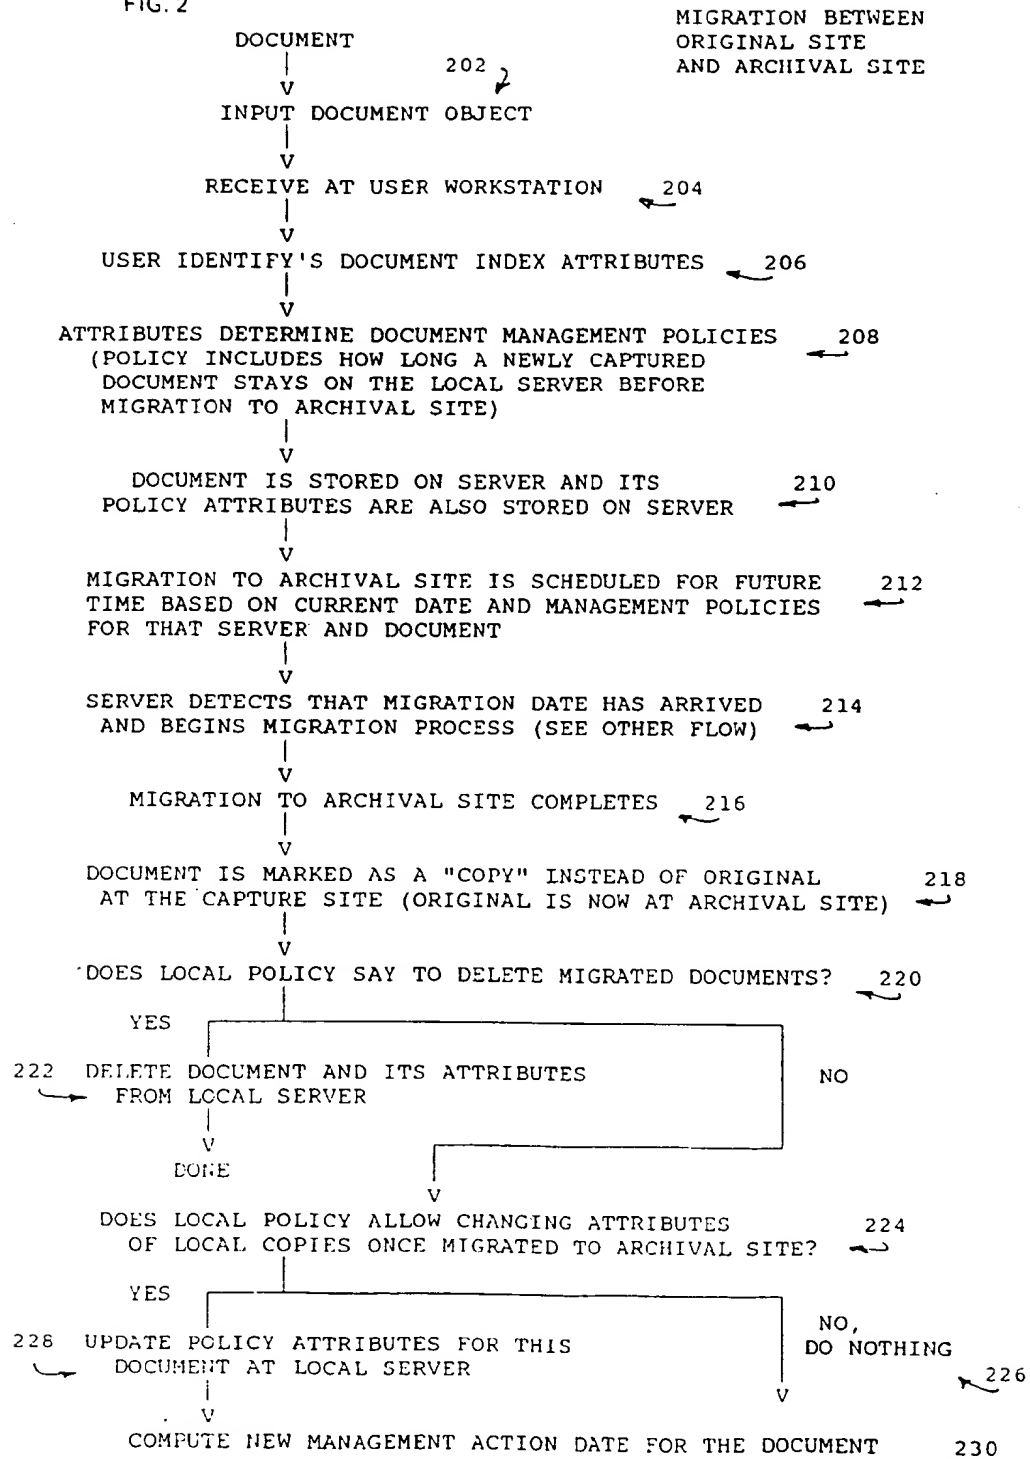 FIG. 2
MIGRATION BETWEEN
ORIGINAL SITE
AND ARCHIVAL SITE
DOCUMENT
202
V
INPUT DOCUMENT OBJECT
V
RECEIVE AT USER WORKSTATION 204
V
USER IDENTIFY'S DOCUMENT INDEX ATTRIBUTES 206
V
ATTRIBUTES DETERMINE DOCUMENT MANAGEMENT POLICIES 208
(POLICY INCLUDES HOW LONG A NEWLY CAPTURED
DOCUMENT STAYS ON THE LOCAL SERVER BEFORE
MIGRATION TO ARCHIVAL SITE)
V
DOCUMENT IS STORED ON SERVER AND ITS 210
POLICY ATTRIBUTES ARE ALSO STORED ON SERVER
V
MIGRATION TO ARCHIVAL SITE IS SCHEDULED FOR FUTURE 212
TIME BASED ON CURRENT DATE AND MANAGEMENT POLICIES
FOR THAT SERVER AND DOCUMENT
V
SERVER DETECTS THAT MIGRATION DATE HAS ARRIVED 214
AND BEGINS MIGRATION PROCESS (SEE OTHER FLOW)
V
MIGRATION TO ARCHIVAL SITE COMPLETES 216
V
DOCUMENT IS MARKED AS A "COPY" INSTEAD OF ORIGINAL 218
AT THE CAPTURE SITE (ORIGINAL IS NOW AT ARCHIVAL SITE)
V
DOES LOCAL POLICY SAY TO DELETE MIGRATED DOCUMENTS? 220
YES
222 DELETE DOCUMENT AND ITS ATTRIBUTES NO
FROM LOCAL SERVER
V
DONE
V
DOES LOCAL POLICY ALLOW CHANGING ATTRIBUTES 224
OF LOCAL COPIES ONCE MIGRATED TO ARCHIVAL SITE?
YES
NO,
228 UPDATE POLICY ATTRIBUTES FOR THIS DO NOTHING
DOCUMENT AT LOCAL SERVER 226
V
V
COMPUTE NEW MANAGEMENT ACTION DATE FOR THE DOCUMENT 230